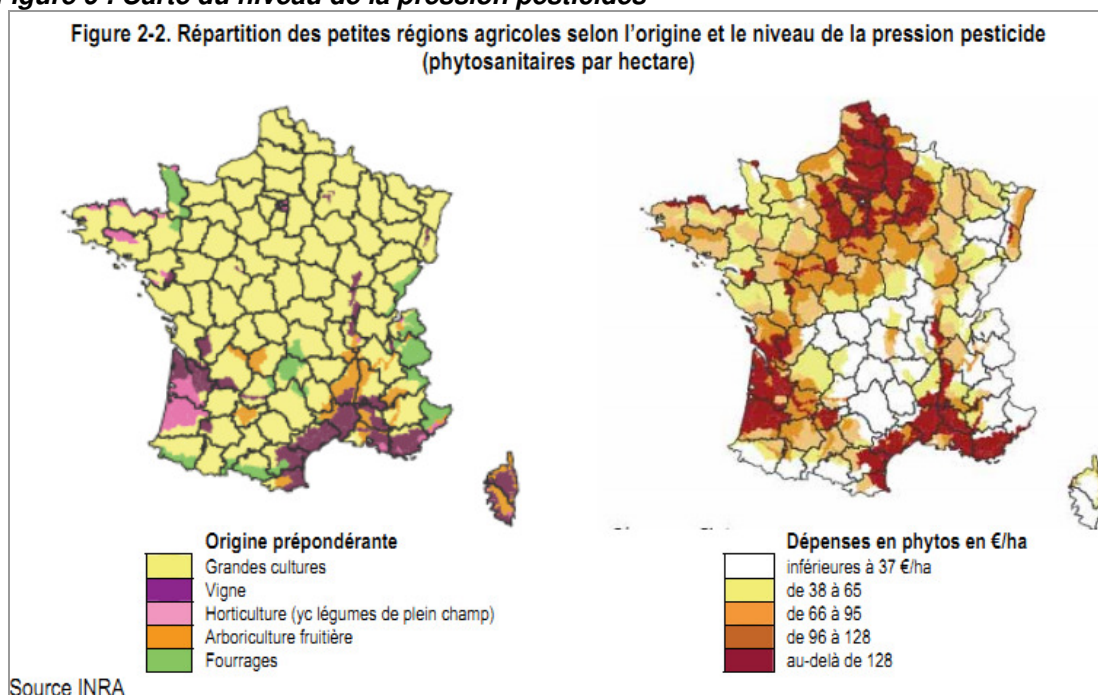 Figure 2-2. Répartition des petites régions agricoles selon l'origine et le niveau de la pression pesticide
(phytosanitaires par hectare)
Origine prépondérante
Grandes cultures
Vigne
Horticulture (yc légumes de plein champ)
Arboriculture fruitière
Fourrages
Dépenses en phytos en €/ha
inférieures à 37 €/ha
de 38 à 65
de 66 à 95
de 96 à 128
au-delà de 128
Source INRA